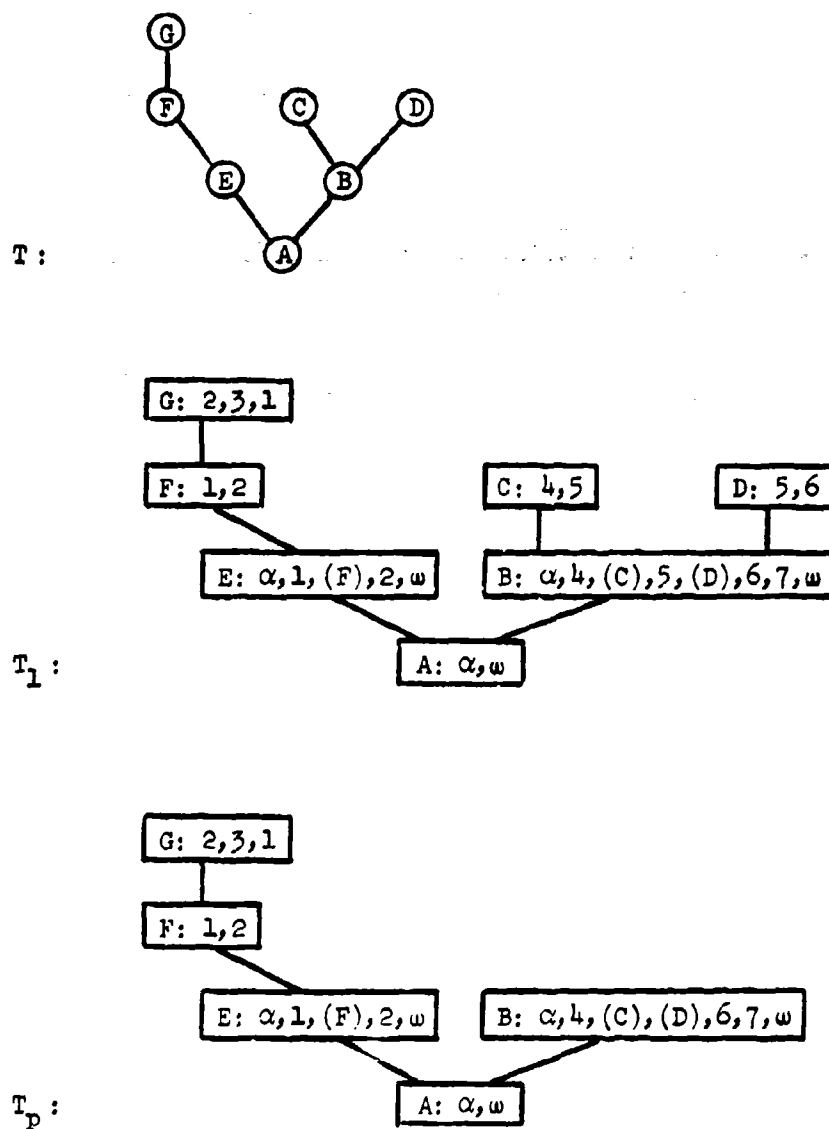 G
F C D
E B
A
T:
G: 2,3,1
F: 1,2 C: 4,5 D: 5,6
E: α,1,(F),2,ω B: α,4,(C),5,(D),6,7,ω
A: α,ω
T₁:
G: 2,3,1
F: 1,2
E: α,1,(F),2,ω B: α,4,(C),(D),6,7,ω
A: α,ω
Tₚ: